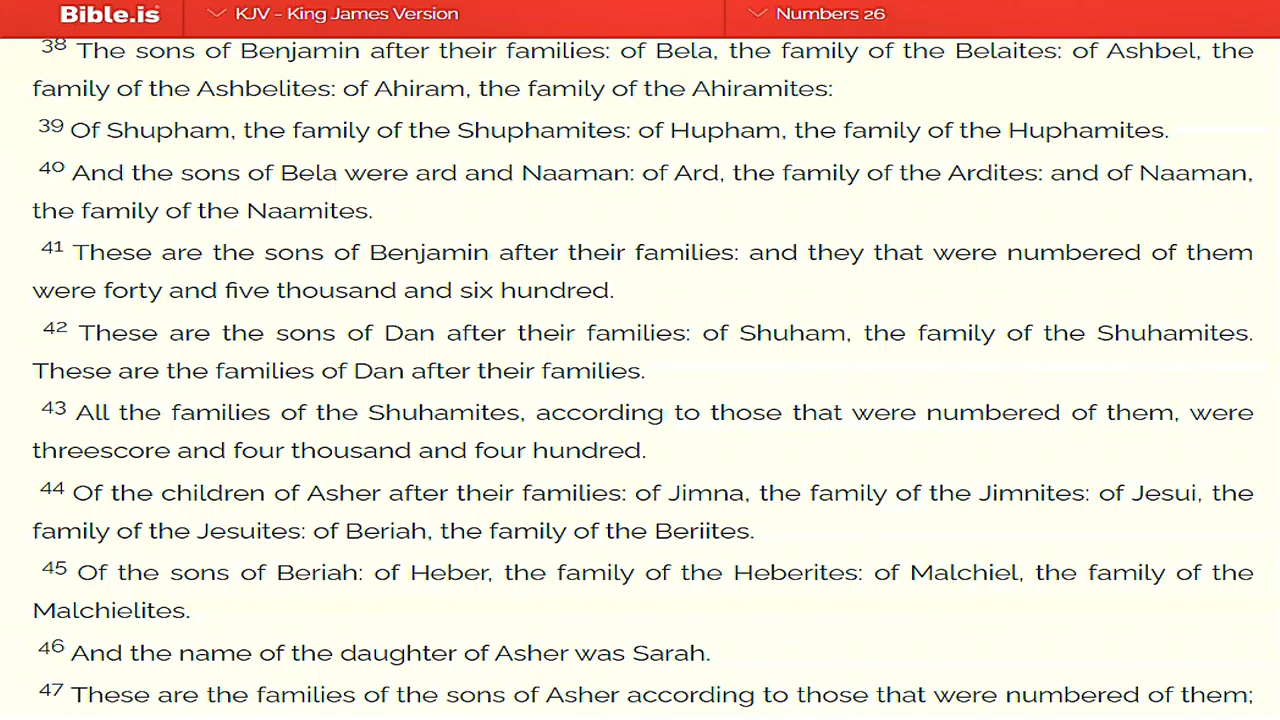 Bible.is KJV - King James Version Numbers 26
38 The sons of Benjamin after their families: of Bela, the family of the Belaites: of Ashbel, the
family of the Ashbelites: of Ahiram, the family of the Ahiramites:
39 Of Shupham, the family of the Shuphamites: of Hupham, the family of the Huphamites.
40 And the sons of Bela were ard and Naaman: of Ard, the family of the Ardites: and of Naaman,
the family of the Naamites.
41 These are the sons of Benjamin after their families: and they that were numbered of them
were forty and five thousand and six hundred.
42 These are the sons of Dan after their families: of Shuham, the family of the Shuhamites.
These are the families of Dan after their families.
43 All the families of the Shuhamites, according to those that were numbered of them, were
threescore and four thousand and four hundred.
44 Of the children of Asher after their families: of Jimna, the family of the Jimnites: of Jesui, the
family of the Jesuites: of Beriah, the family of the Beriites.
45 Of the sons of Beriah: of Heber, the family of the Heberites: of Malchiel, the family of the
Malchielites.
46 And the name of the daughter of Asher was Sarah.
47 These are the families of the sons of Asher according to those that were numbered of them;